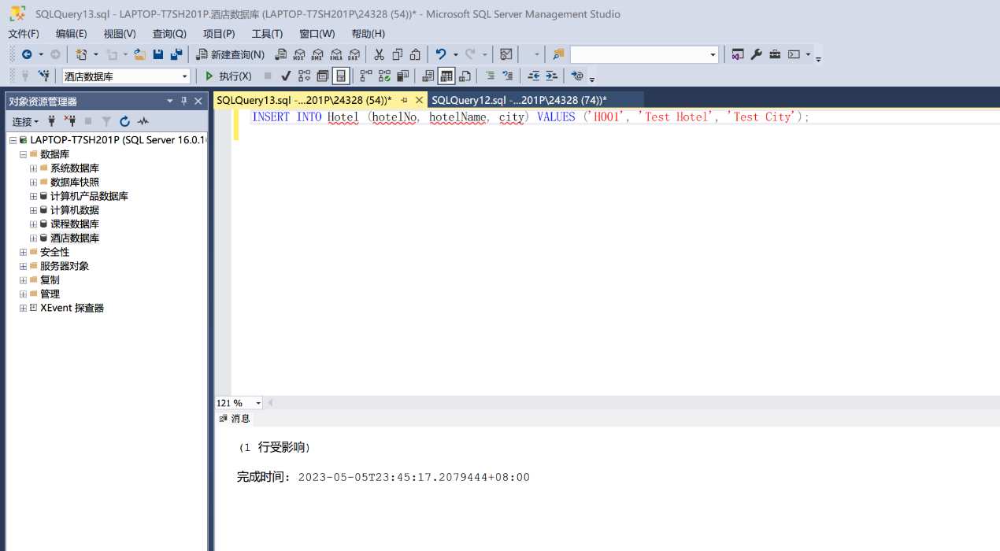 SQLQuery13.sql - LAPTOP-T7SH201P.酒店数据库 (LAPTOP-T7SH201P\24328 (54))* - Microsoft SQL Server Management Studio
文件(F) 编辑(E) 视图(V) 查询(Q) 项目(P) 工具(T) 窗口(W) 帮助(H)
新建查询(N) MDX DMX XMLA DAX
酒店数据库 执行(X)
对象资源管理器
连接
LAPTOP-T7SH201P (SQL Server 16.0.1
数据库
系统数据库
数据库快照
计算机产品数据库
计算机数据
课程数据库
酒店数据库
安全性
服务器对象
复制
管理
XEvent 探查器
SQLQuery13.sql -...201P\24328 (54))* SQLQuery12.sql -...201P\24328 (74))*
INSERT INTO Hotel (hotelNo, hotelName, city) VALUES ('H001', 'Test Hotel', 'Test City');
121 %
消息
(1 行受影响)
完成时间: 2023-05-05T23:45:17.2079444+08:00